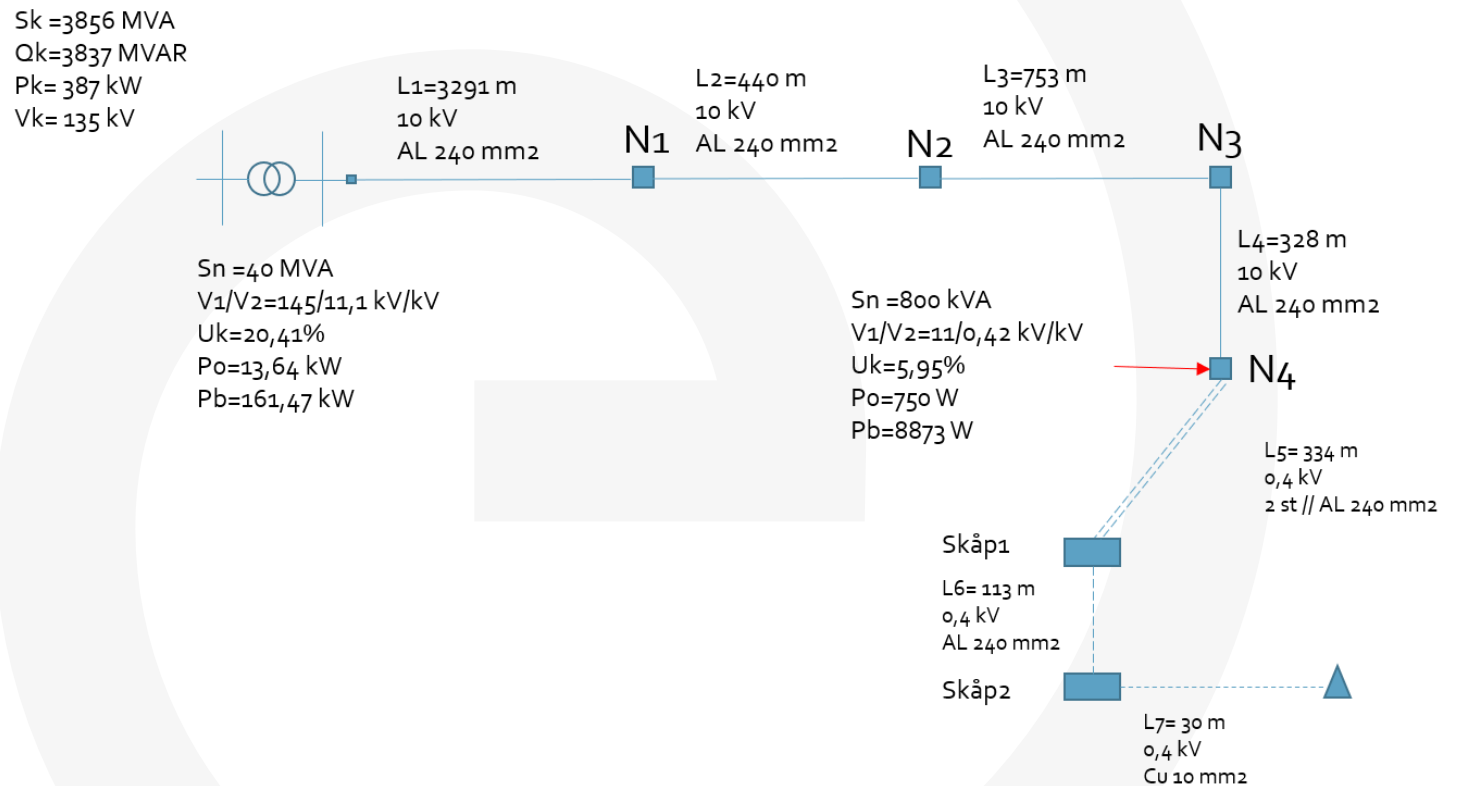 Sk =3856 MVA
Qk=3837 MVAR
Pk= 387 kW
Vk= 135 kV
L1=3291 m
10 kV
AL 240 mm2
N1
L2=440 m
10 kV
AL 240 mm2
N2
L3=753 m
10 kV
AL 240 mm2
N3
Sn =40 MVA
V1/V2=145/11,1 kV/kV
Uk=20,41%
Po=13,64 kW
Pb=161,47 kW
L4=328 m
10 kV
AL 240 mm2
Sn =800 kVA
V1/V2=11/0,42 kV/kV
Uk=5,95%
Po=750 W
Pb=8873 W
N4
L5= 334 m
0,4 kV
2 st // AL 240 mm2
Skåp1
L6= 113 m
0,4 kV
AL 240 mm2
Skåp2
L7= 30 m
0,4 kV
Cu 10 mm2